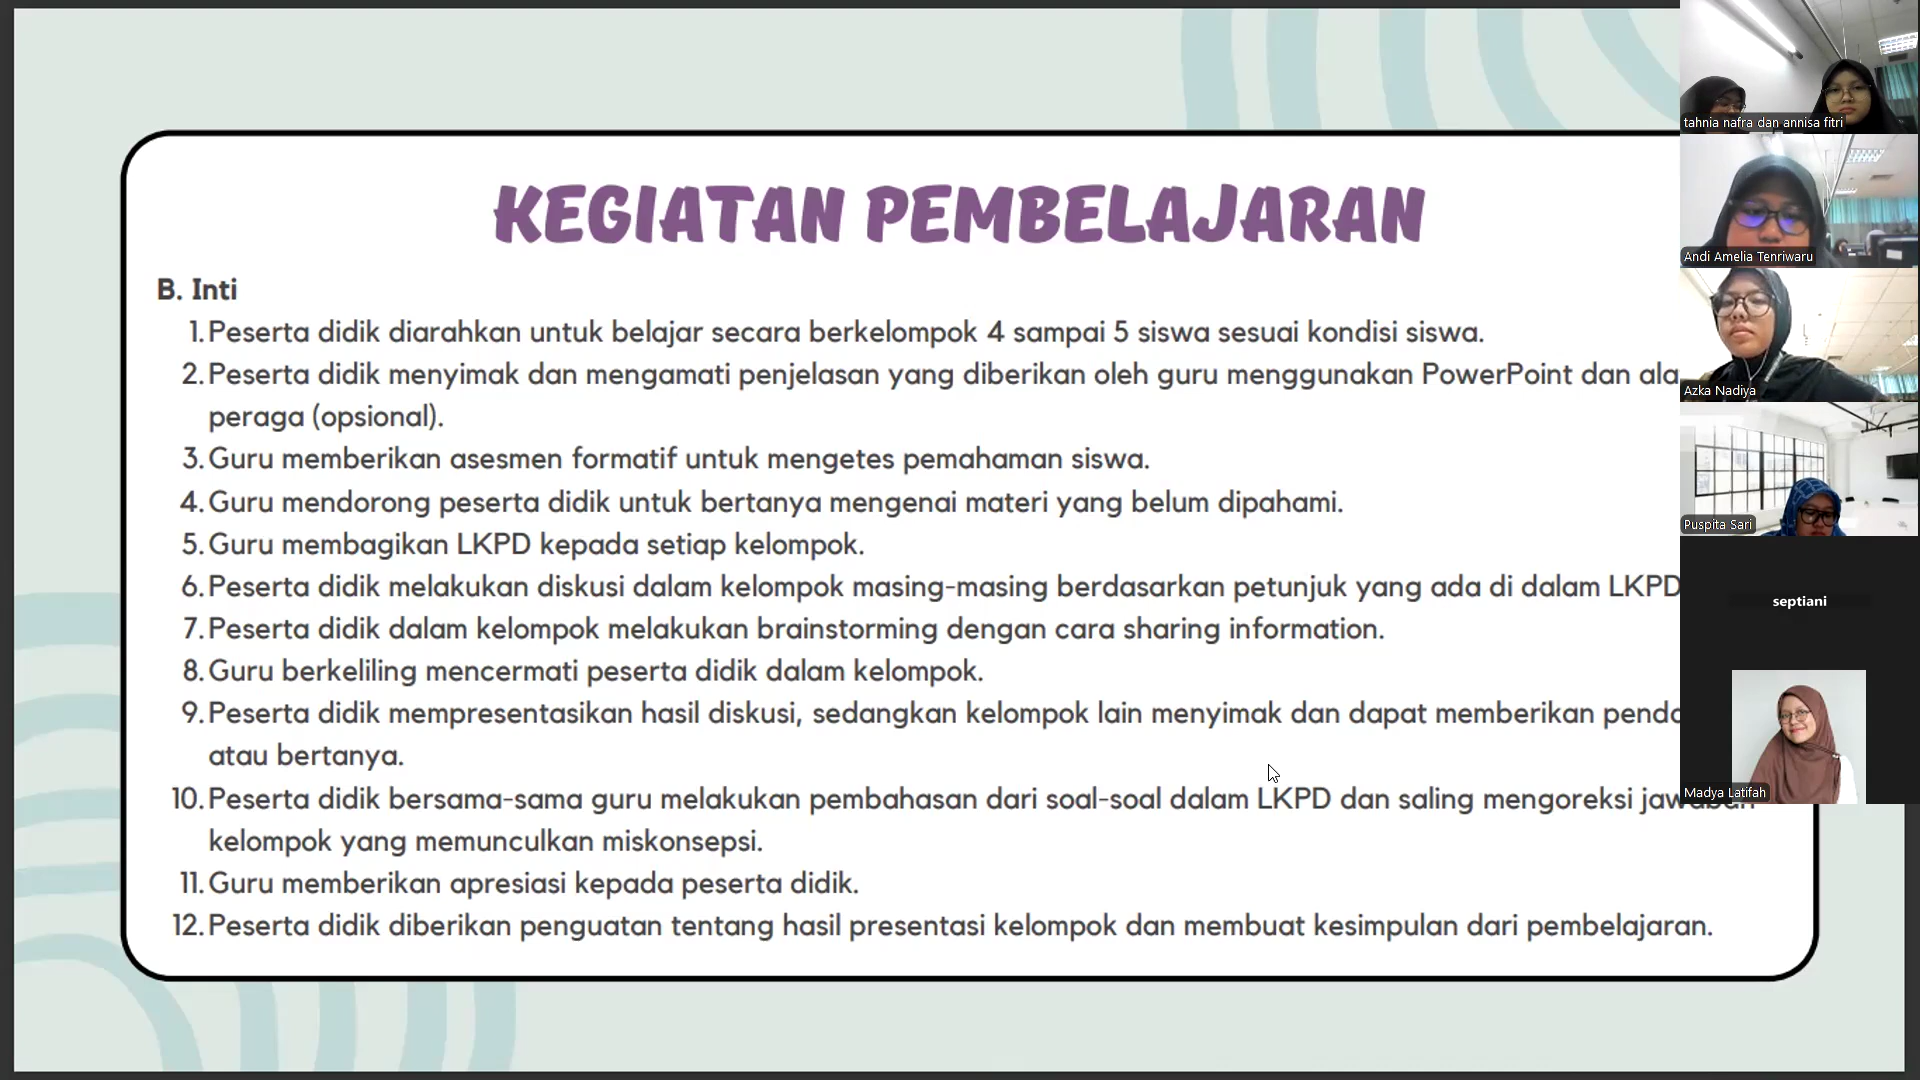 KEGIATAN PEMBELAJARAN
B. Inti
1. Peserta didik diarahkan untuk belajar secara berkelompok 4 sampai 5 siswa sesuai kondisi siswa.
2. Peserta didik menyimak dan mengamati penjelasan yang diberikan oleh guru menggunakan PowerPoint dan
peraga (opsional).
3. Guru memberikan asesmen formatif untuk mengetes pemahaman siswa.
4. Guru mendorong peserta didik untuk bertanya mengenai materi yang belum dipahami.
5. Guru membagikan LKPD kepada setiap kelompok.
6. Peserta didik melakukan diskusi dalam kelompok masing-masing berdasarkan petunjuk yang ada di dalam LKPD
7. Peserta didik dalam kelompok melakukan brainstorming dengan cara sharing information.
8. Guru berkeliling mencermati peserta didik dalam kelompok.
9. Peserta didik mempresentasikan hasil diskusi, sedangkan kelompok lain menyimak dan dapat memberikan
atau bertanya.
10. Peserta didik bersama-sama guru melakukan pembahasan dari soal-soal dalam LKPD dan saling mengoreksi jawaban
kelompok yang memunculkan miskonsepsi.
11. Guru memberikan apresiasi kepada peserta didik.
12. Peserta didik diberikan penguatan tentang hasil presentasi kelompok dan membuat kesimpulan dari pembelajaran.
tahnia nafra dan annisa fitri
Andi Amelia Tenriwaru
Azka Nadiya
Puspita Sari
septiani
Madya Latifah